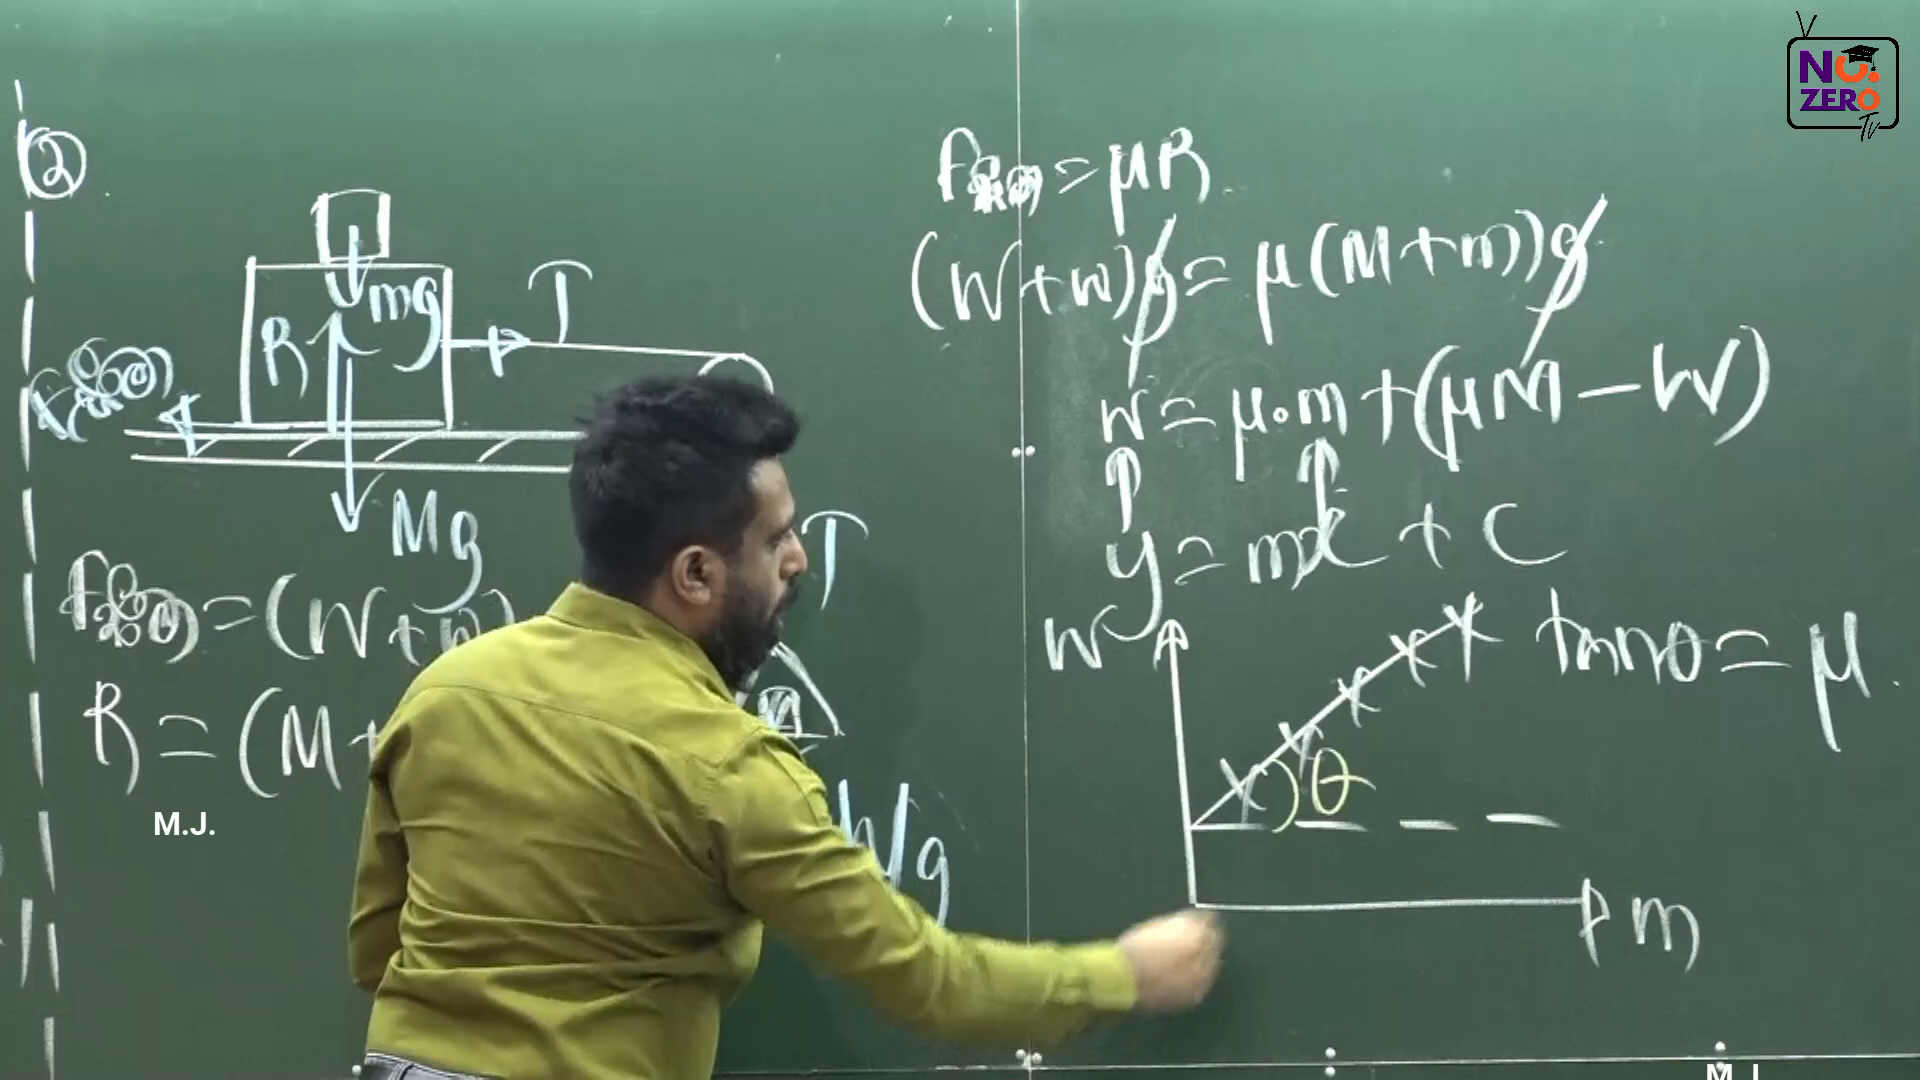 NO.
ZERO
Tv
②
mg
R
T
Mg
F සීමා = (W + w)
R = (M +
T
Wg
F සීමා = μR
(W + w)g = μ(M + m)g
w = μ.m + (μM - W)
y = mx + c
w
tanθ = μ
θ
m
M.J.
M.J.